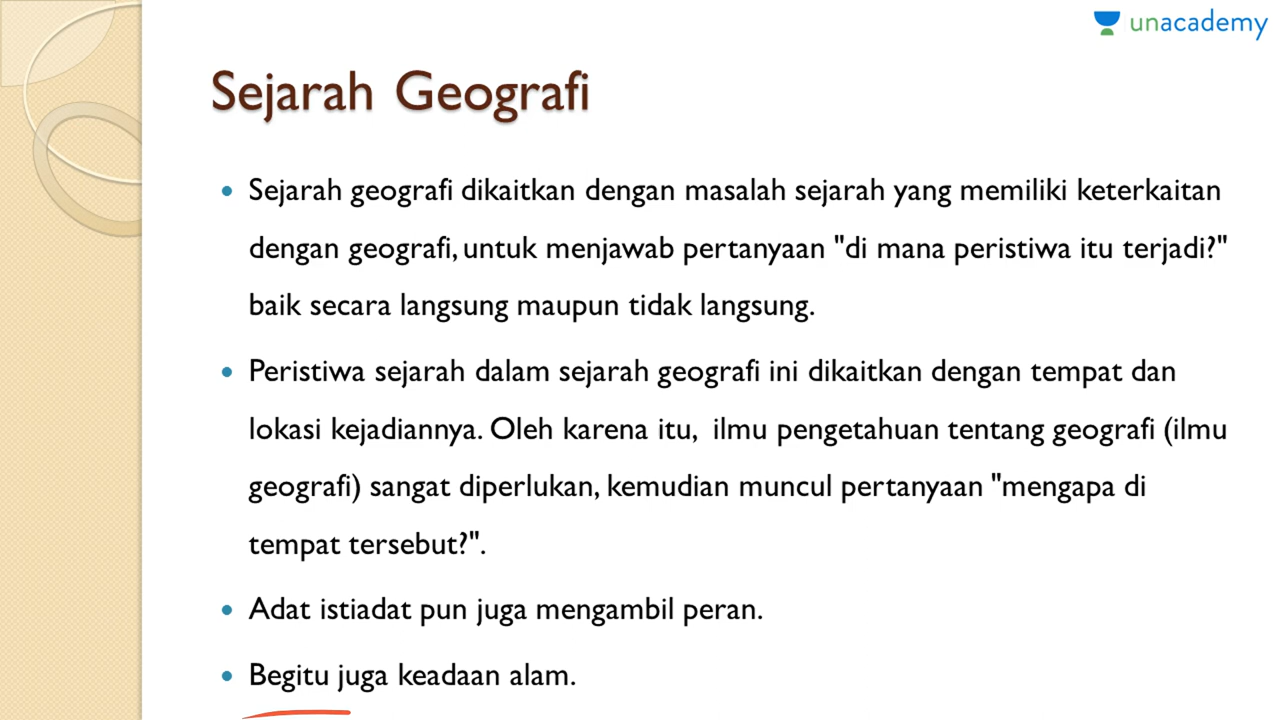 unacademy
Sejarah Geografi
Sejarah geografi dikaitkan dengan masalah sejarah yang memiliki keterkaitan
dengan geografi, untuk menjawab pertanyaan "di mana peristiwa itu terjadi?"
baik secara langsung maupun tidak langsung.
Peristiwa sejarah dalam sejarah geografi ini dikaitkan dengan tempat dan
lokasi kejadiannya. Oleh karena itu, ilmu pengetahuan tentang geografi (ilmu
geografi) sangat diperlukan, kemudian muncul pertanyaan "mengapa di
tempat tersebut?".
Adat istiadat pun juga mengambil peran.
Begitu juga keadaan alam.